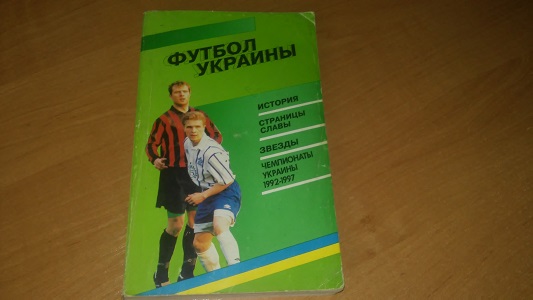 ФУТБОЛ
УКРАИНЫ
ИСТОРИЯ
СТРАНИЦЫ
СЛАВЫ
ЗВЕЗДЫ
ЧЕМПИОНАТЫ
УКРАИНЫ
1992-1997